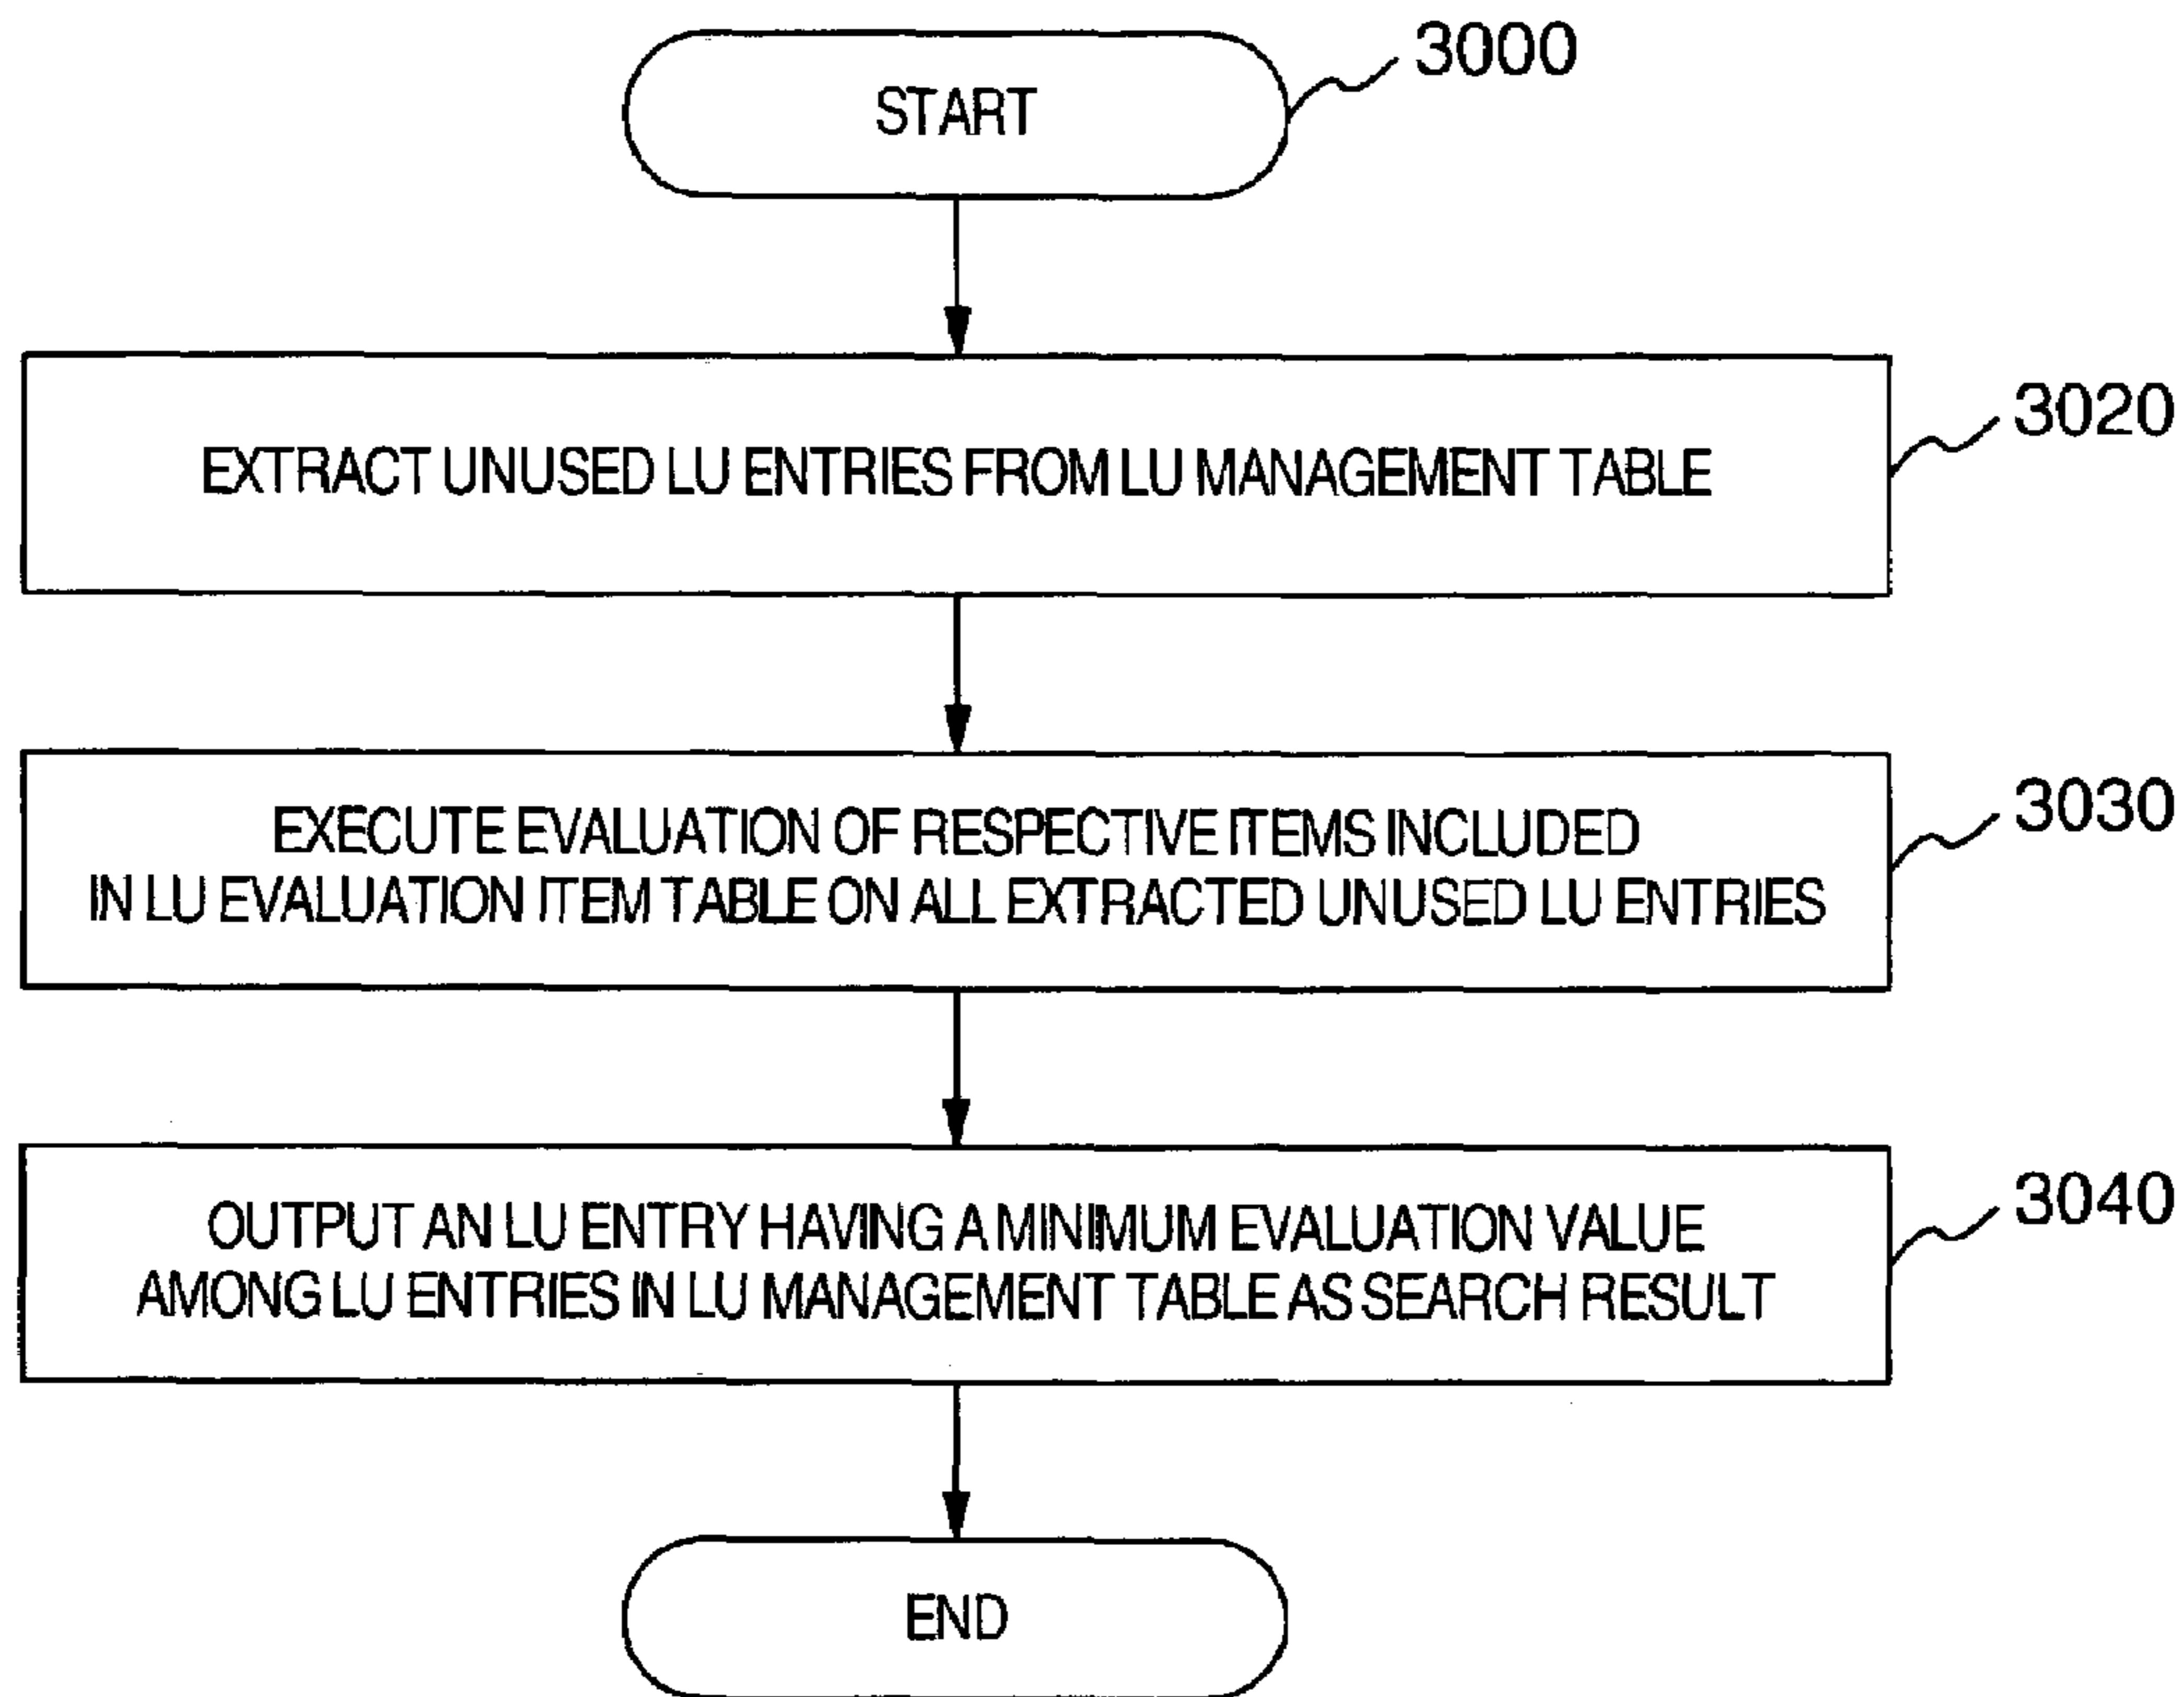 START
3000
EXTRACT UNUSED LU ENTRIES FROM LU MANAGEMENT TABLE
3020
EXECUTE EVALUATION OF RESPECTIVE ITEMS INCLUDED
IN LU EVALUATION ITEM TABLE ON ALL EXTRACTED UNUSED LU ENTRIES
3030
OUTPUT AN LU ENTRY HAVING A MINIMUM EVALUATION VALUE
AMONG LU ENTRIES IN LU MANAGEMENT TABLE AS SEARCH RESULT
3040
END